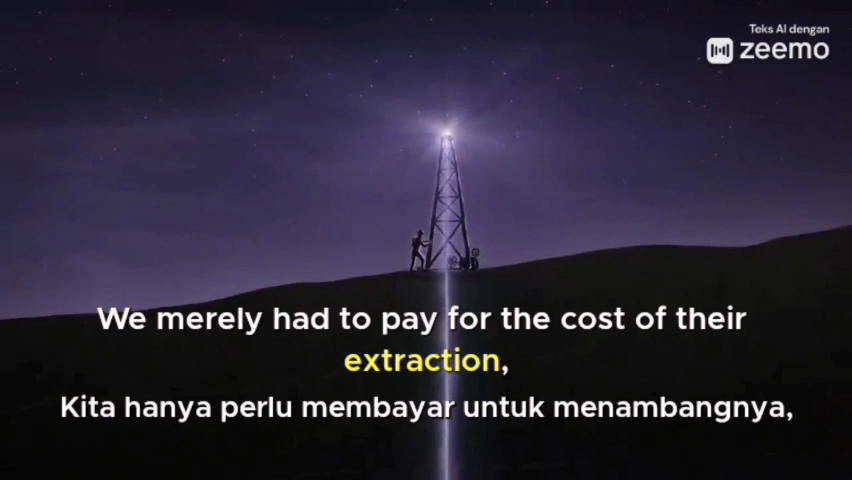 Teks AI dengan
zeemo
We merely had to pay for the cost of their
extraction,
Kita hanya perlu membayar untuk menambangnya,